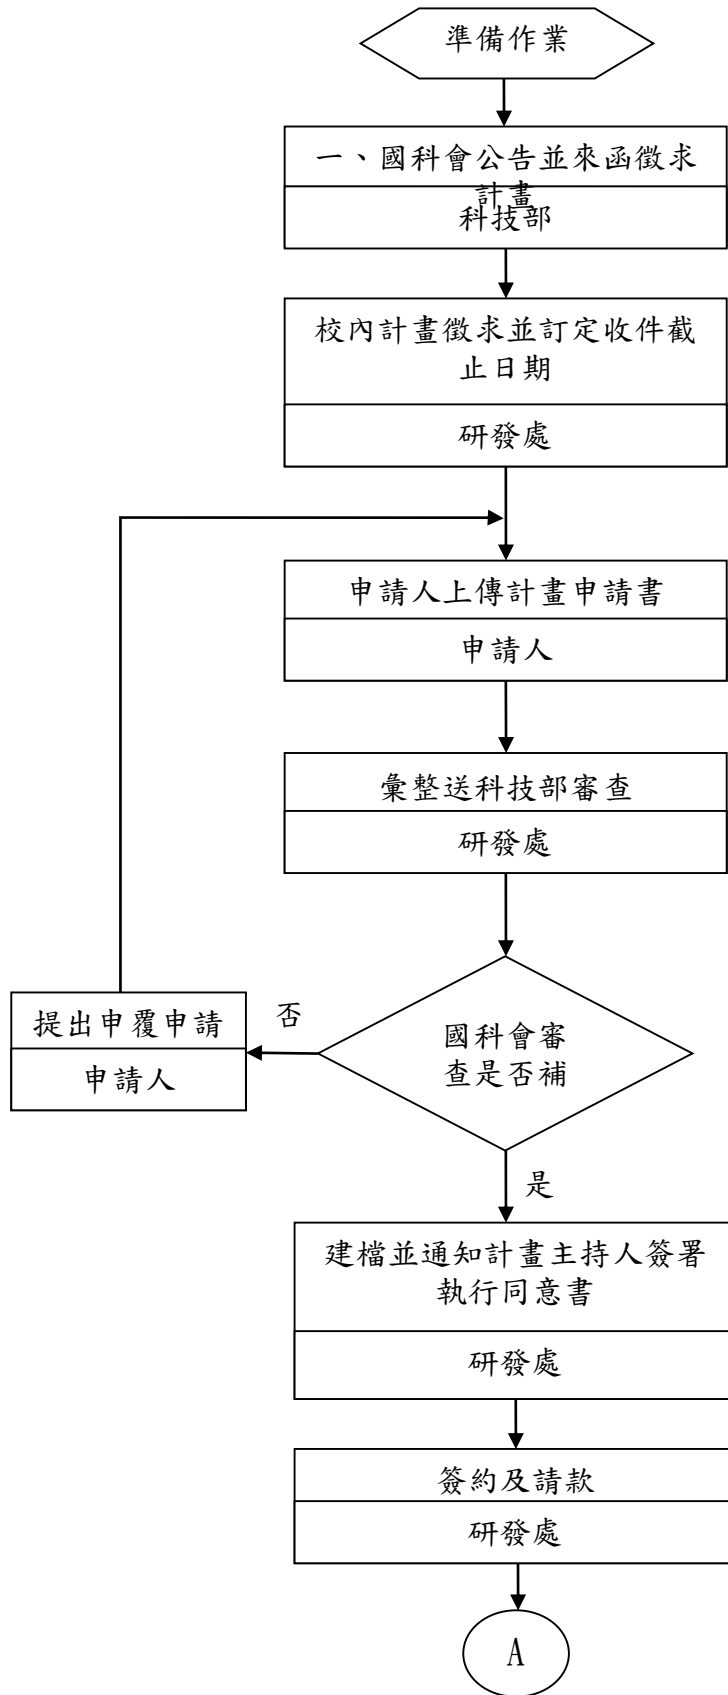 準備作業
一、國科會公告並來函徵求
計畫
科技部
校內計畫徵求並訂定收件截
止日期
研發處
申請人上傳計畫申請書
申請人
彙整送科技部審查
研發處
國科會審
查是否補
否
提出申覆申請
申請人
是
建檔並通知計畫主持人簽署
執行同意書
研發處
簽約及請款
研發處
A